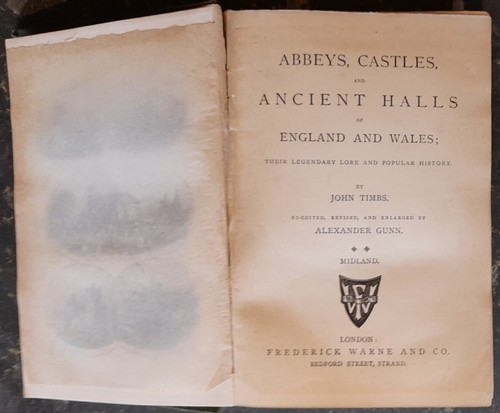 ABBEYS, CASTLES,
AND
ANCIENT HALLS
OF
ENGLAND AND WALES;
THEIR LEGENDARY LORE AND POPULAR HISTORY.
BY
JOHN TIMBS.
RE-EDITED, REVISED, AND ENLARGED BY
ALEXANDER GUNN.
MIDLAND.
LONDON:
FREDERICK WARNE AND CO.
BEDFORD STREET, STRAND.